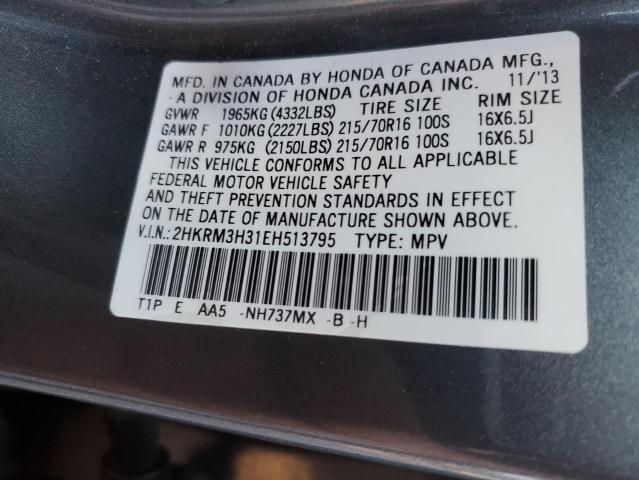 MFD. IN CANADA BY HONDA OF CANADA MFG.,
-A DIVISION OF HONDA CANADA INC. 11/'13
GVWR 1965KG(4332LBS) TIRE SIZE RIM SIZE
GAWR F 1010KG(2227LBS) 215/70R16 100S 16X6.5J
GAWR R 975KG (2150LBS) 215/70R16 100S 16X6.5J
THIS VEHICLE CONFORMS TO ALL APPLICABLE
FEDERAL MOTOR VEHICLE SAFETY
AND THEFT PREVENTION STANDARDS IN EFFECT
ON THE DATE OF MANUFACTURE SHOWN ABOVE.
V.I.N.: 2HKRM3H31EH513795 TYPE: MPV
T1P E AA5 -NH737MX -B -H